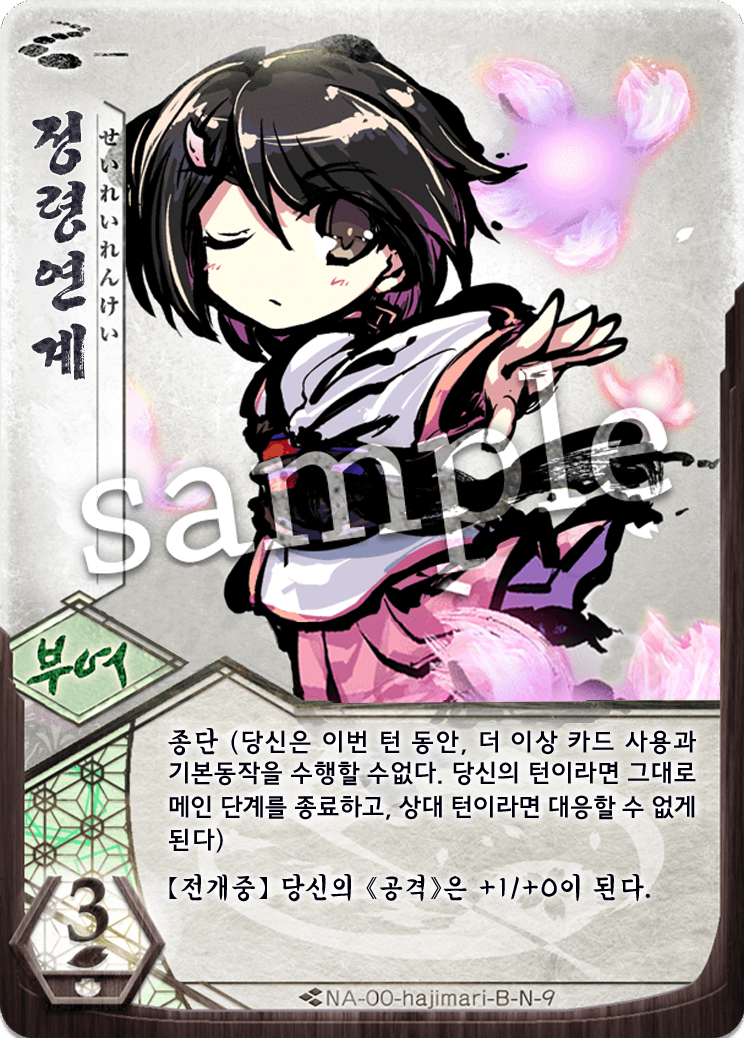 정령연계
せいれいれんけい
sample
부여
종단 (당신은 이번 턴 동안, 더 이상 카드 사용과
기본동작을 수행할 수없다. 당신의 턴이라면 그대로
메인 단계를 종료하고, 상대 턴이라면 대응할 수 없게
된다)
【전개중】 당신의 《공격》은 +1/+0이 된다.
3
NA-00-hajimari-B-N-9